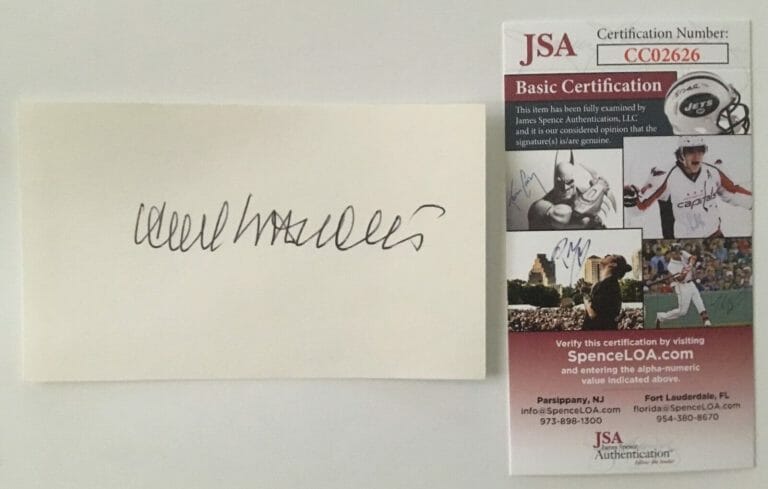 JSA
Certification Number:
CC02626
Basic Certification
This item has been fully examined by
James Spence Authentication, LLC
and it is our considered opinion that the
signature(s) is/are genuine.
JETS
capitals
Verify this certification by visiting
SpenceLOA.com
and entering the alpha-numeric
value indicated above.
Parsippany, NJ
info@SpenceLOA.com
973-898-1300
Fort Lauderdale, FL
florida@SpenceLOA.com
954-380-8670
JSA
James Spence
Authentication